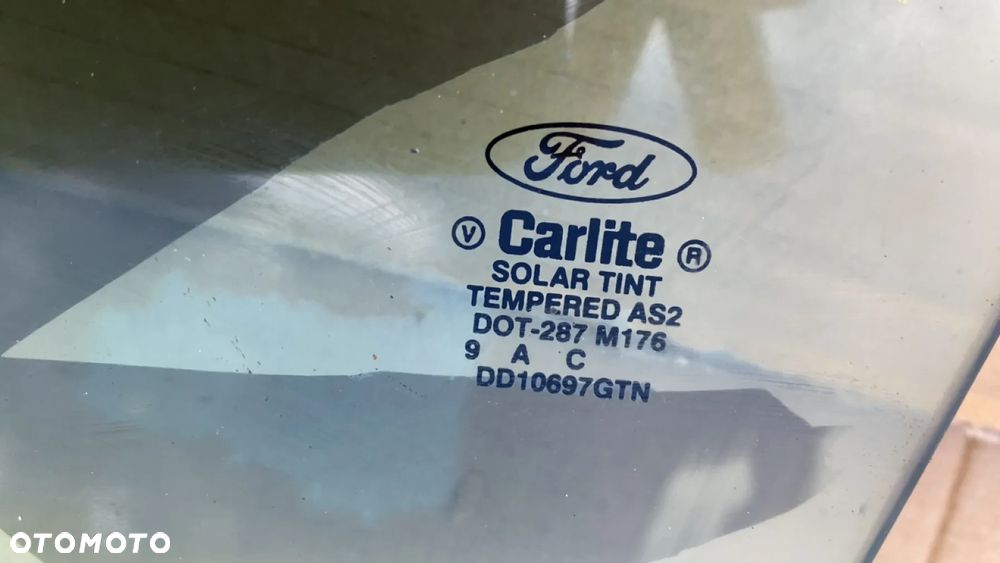 Ford
V Carlite R
SOLAR TINT
TEMPERED AS2
DOT-287 M176
9 A C
DD10697GTN
OTOMOTO